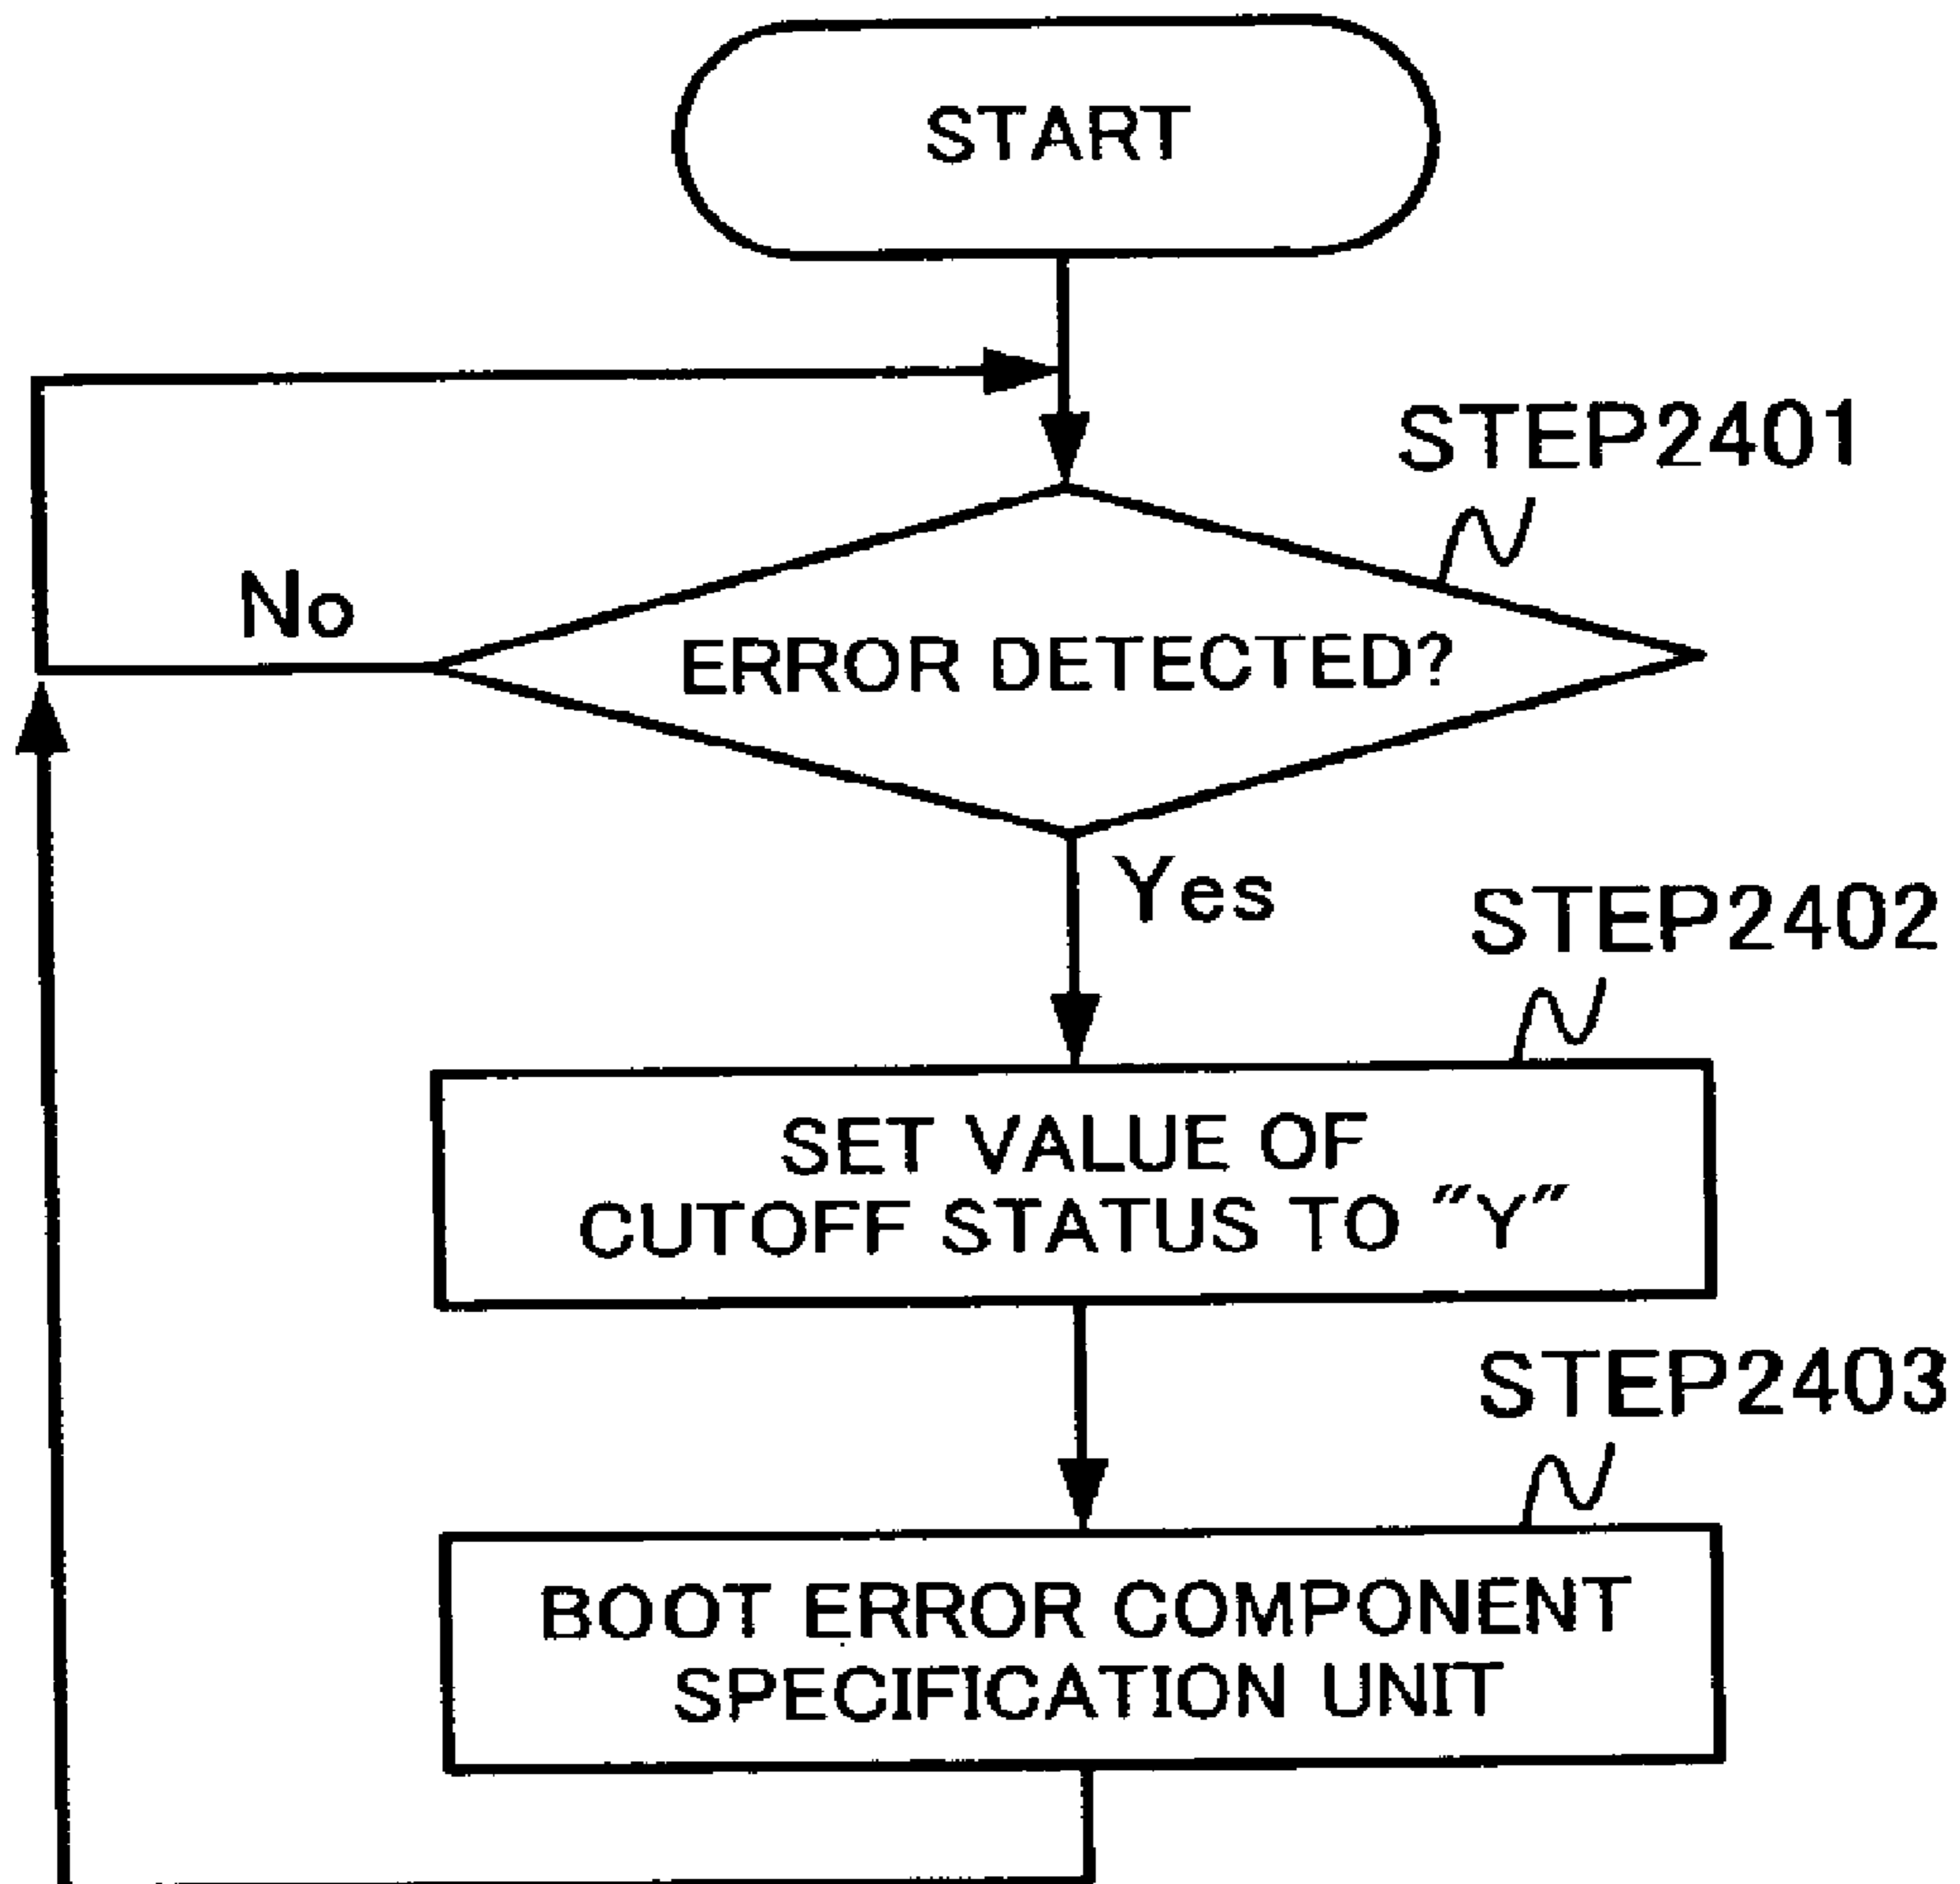 START
STEP2401
No
ERROR DETECTED?
Yes
STEP2402
SET VALUE OF
CUTOFF STATUS TO "Y"
STEP2403
BOOT ERROR COMPONENT
SPECIFICATION UNIT